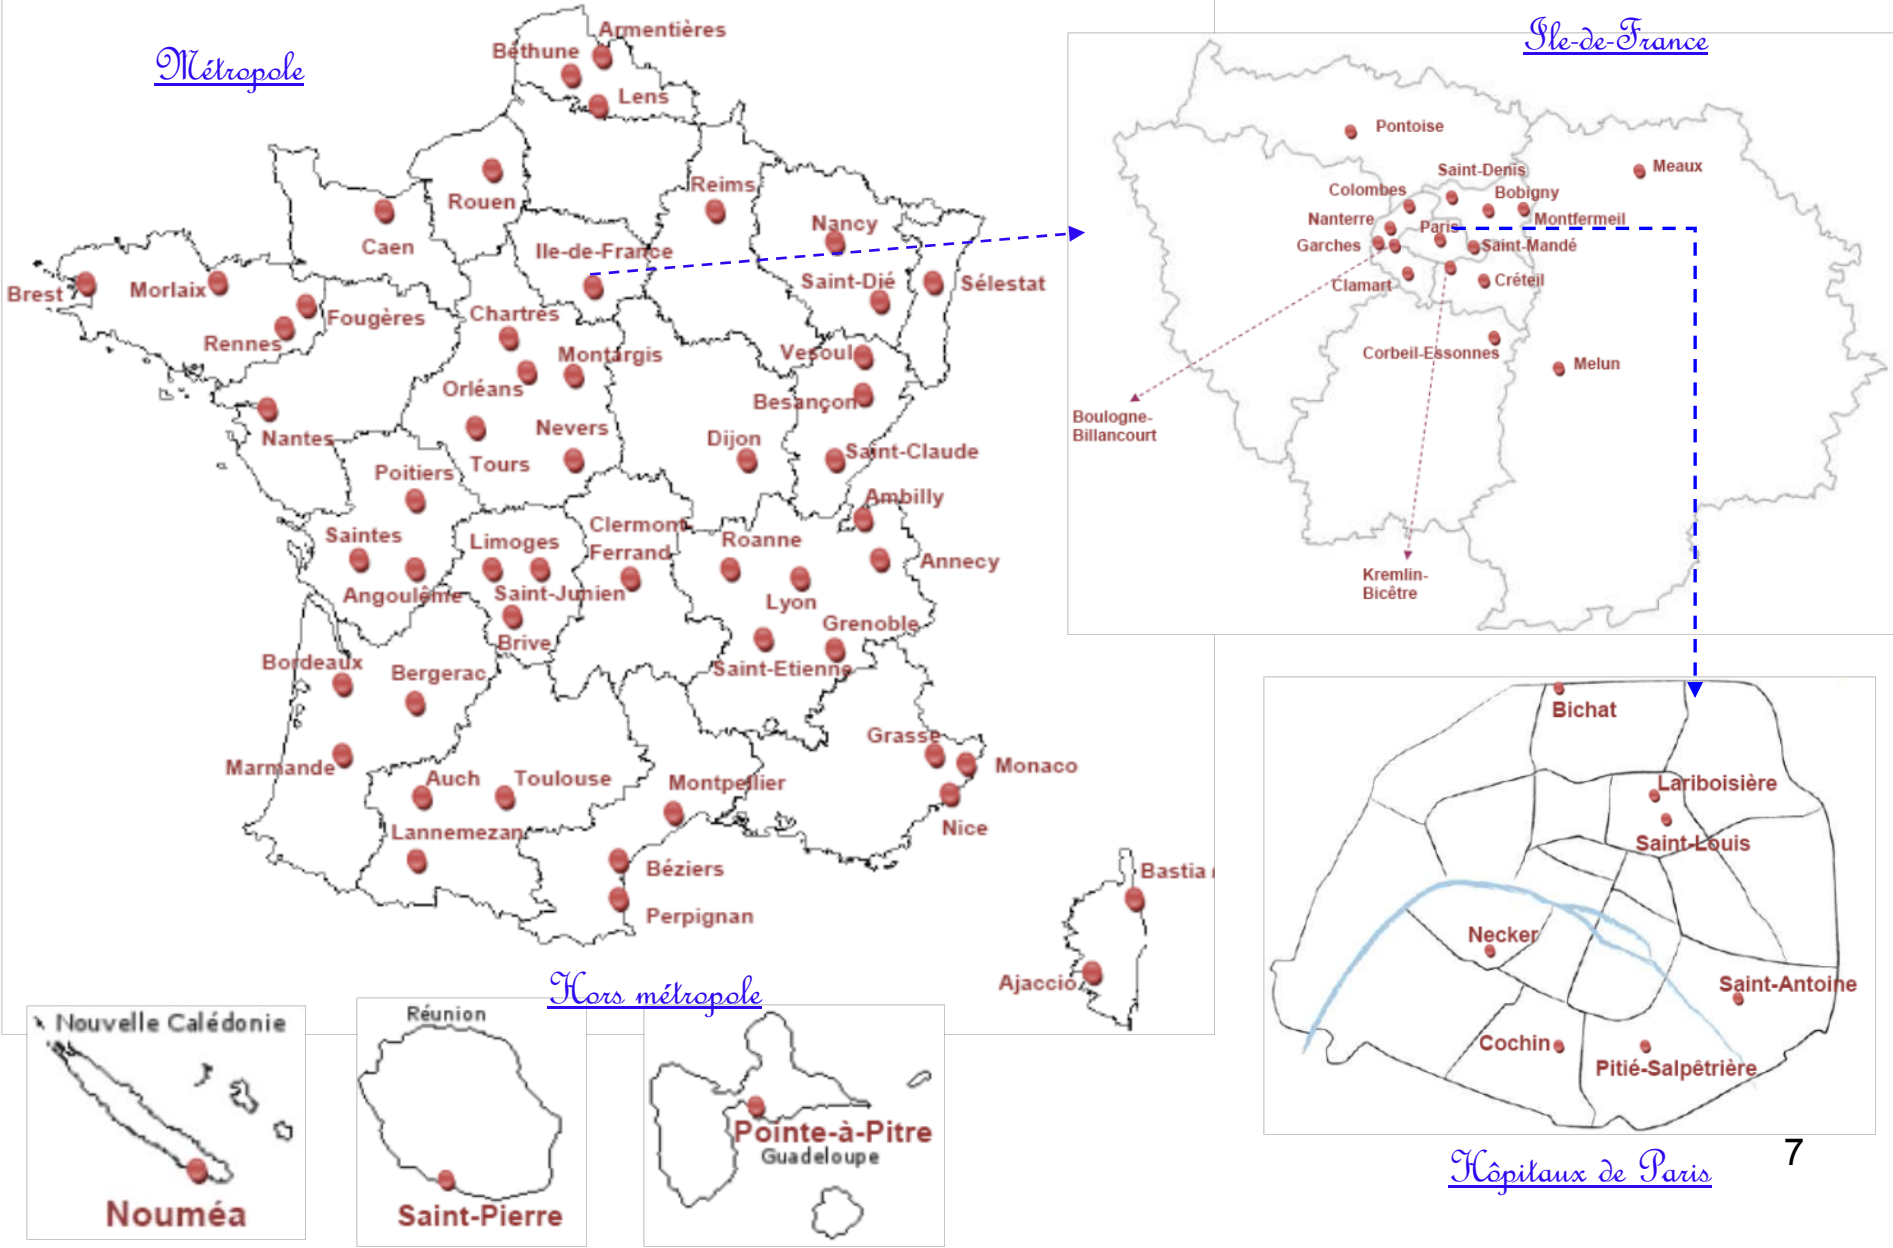 Métropole
Armentières
Béthune
Lens
Rouen
Reims
Caen
Nancy
Ile-de-France
Brest
Morlaix
Saint-Dié
Sélestat
Fougères
Chartres
Rennes
Montargis
Vesoul
Orléans
Besançon
Nantes
Nevers
Dijon
Saint-Claude
Tours
Poitiers
Ambilly
Clermont
Ferrand
Saintes
Limoges
Roanne
Annecy
Angoulême
Saint-Junien
Lyon
Grenoble
Brive
Bordeaux
Bergerac
Saint-Etienne
Grasse
Marmande
Monaco
Auch
Toulouse
Montpellier
Lannemezan
Nice
Béziers
Bastia
Perpignan
Ajaccio
Ile-de-France
Pontoise
Saint-Denis
Meaux
Colombes
Bobigny
Nanterre
Paris
Montfermeil
Garches
Saint-Mandé
Clamart
Créteil
Corbeil-Essonnes
Melun
Boulogne-
Billancourt
Kremlin-
Bicêtre
Bichat
Lariboisière
Saint-Louis
Necker
Saint-Antoine
Cochin
Pitié-Salpêtrière
Hôpitaux de Paris
7
Hors métropole
Nouvelle Calédonie
Nouméa
Réunion
Saint-Pierre
Pointe-à-Pitre
Guadeloupe